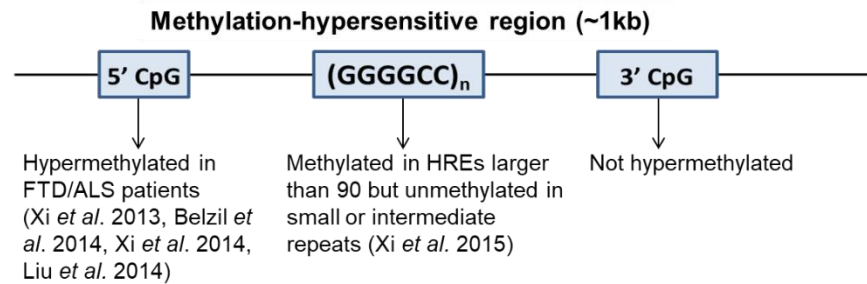 Methylation-hypersensitive region (~1kb)
5’ CpG
(GGGGCC)n
3’ CpG
Hypermethylated in
FTD/ALS patients
(Xi et al. 2013, Belzil et
al. 2014, Xi et al. 2014,
Liu et al. 2014)
Methylated in HREs larger
than 90 but unmethylated in
small or intermediate
repeats (Xi et al. 2015)
Not hypermethylated